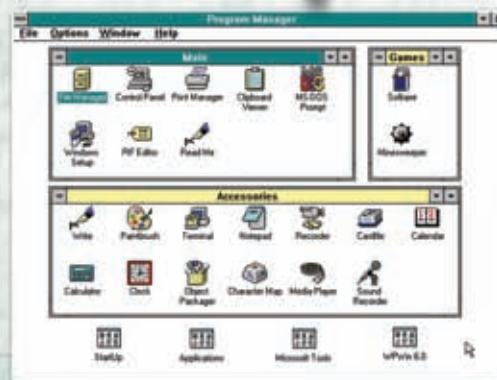 Program Manager
File Options Window Help
Main
File Manager Control Panel Print Manager Clipboard Viewer MS-DOS Prompt
Windows Setup PIF Editor Read Me
Games
Solitaire
Minesweeper
Accessories
Write Paintbrush Terminal Notepad Recorder Cardfile Calendar
Calculator Clock Object Packager Character Map Media Player Sound Recorder
StartUp Applications Microsoft Tools WPWin 6.0